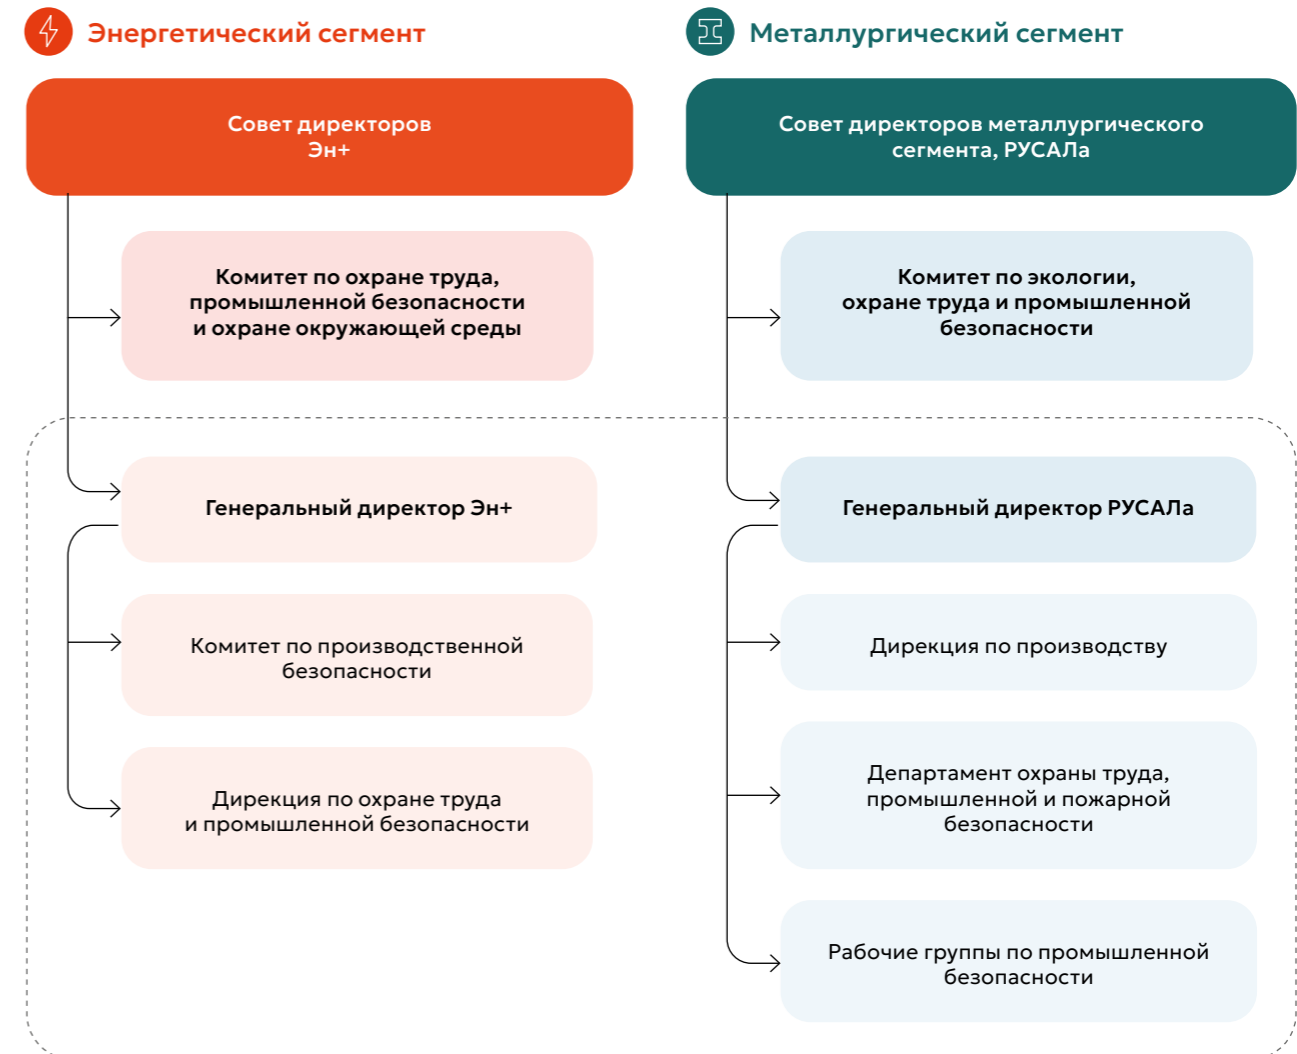 Энергетический сегмент
Совет директоров
Эн+
Комитет по охране труда,
промышленной безопасности
и охране окружающей среды
Генеральный директор Эн+
Комитет по производственной
безопасности
Дирекция по охране труда
и промышленной безопасности
Металлургический сегмент
Совет директоров металлургического
сегмента, РУСАЛа
Комитет по экологии,
охране труда и промышленной
безопасности
Генеральный директор РУСАЛа
Дирекция по производству
Департамент охраны труда,
промышленной и пожарной
безопасности
Рабочие группы по промышленной
безопасности